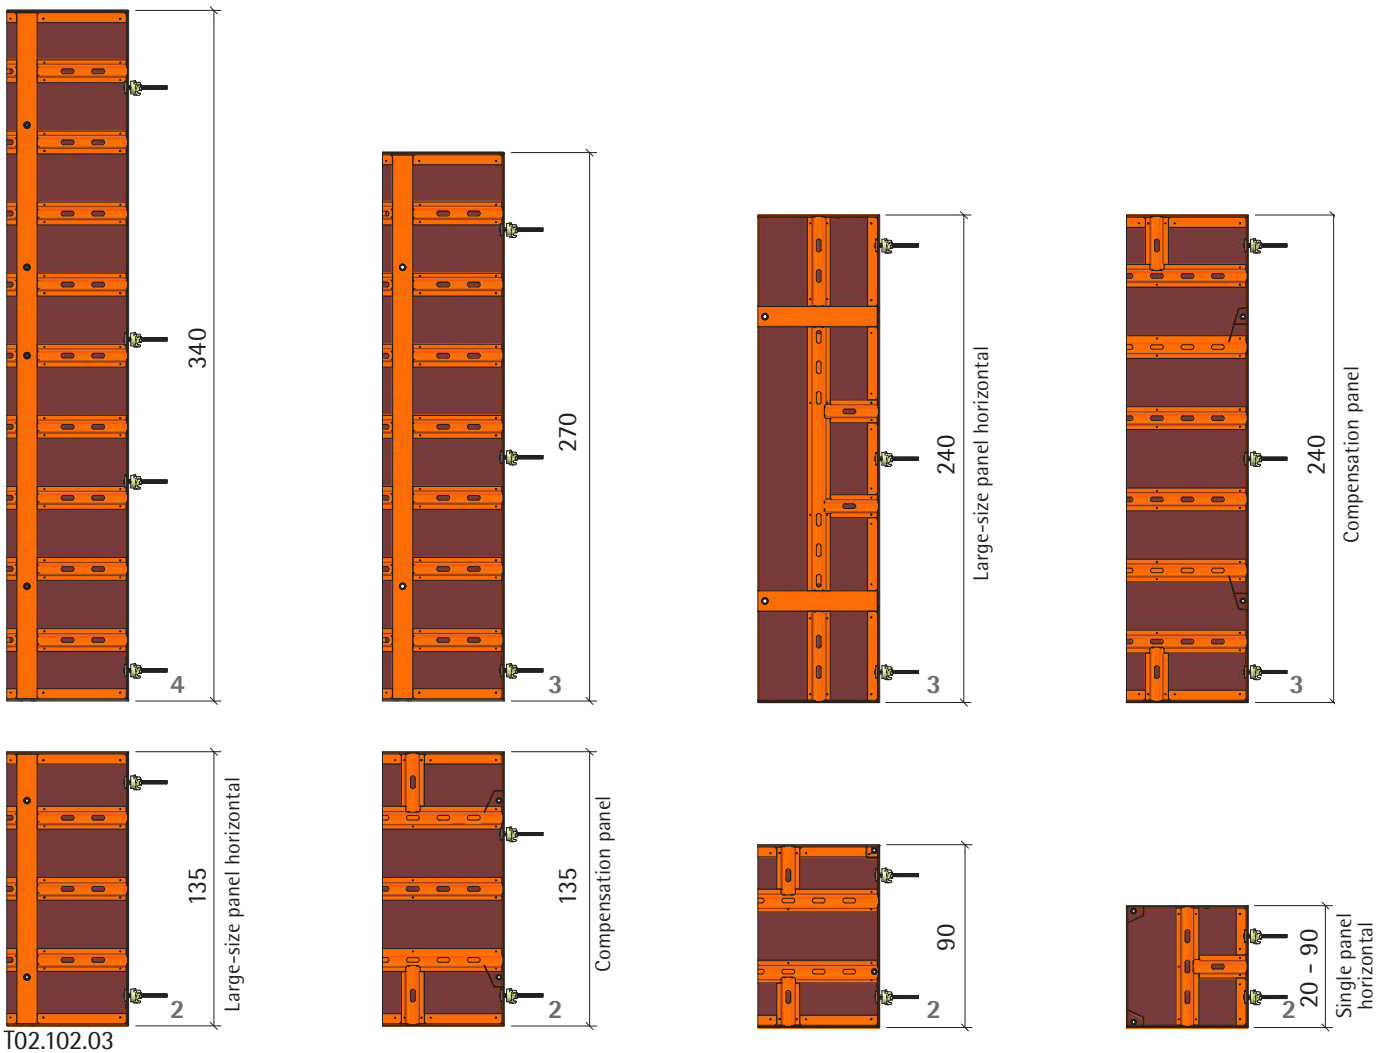 340
4
270
3
240
Large-size panel horizontal
3
240
Compensation panel
3
135
Large-size panel horizontal
2
135
Compensation panel
2
90
2
20 - 90
Single panel
horizontal
2
T02.102.03